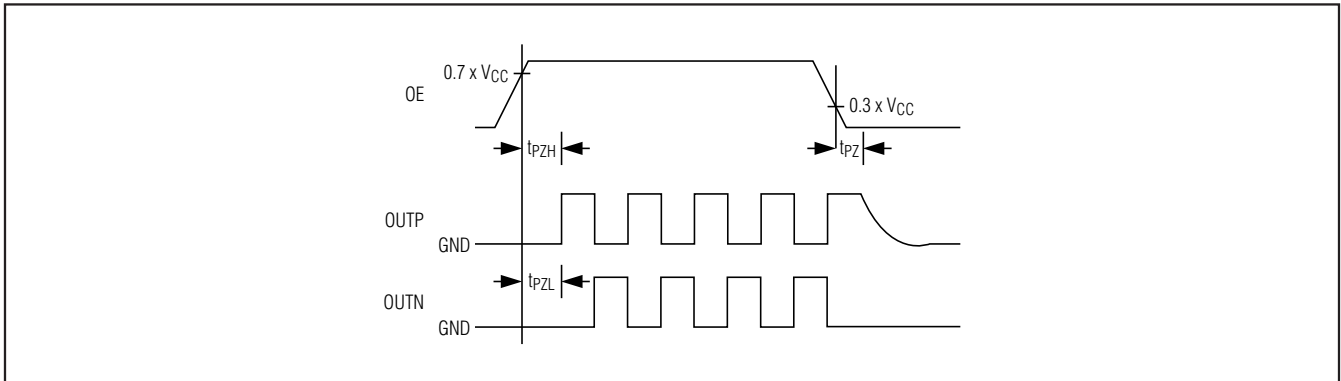 0.7 x VCC
OE
0.3 x VCC
tPZH
tPZ
OUTP
GND
tPZL
OUTN
GND